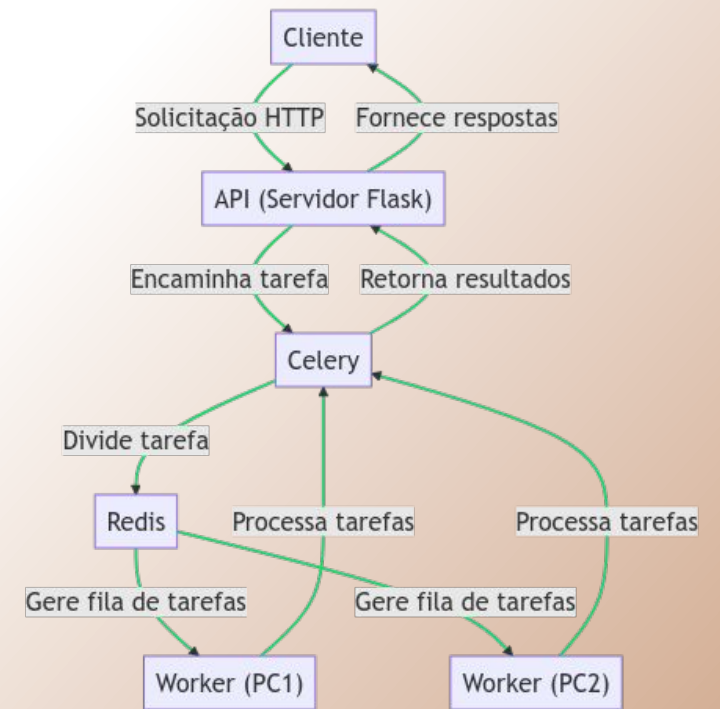 Cliente
Solicitação HTTP
Fornece respostas
API (Servidor Flask)
Encaminha tarefa
Retorna resultados
Celery
Divide tarefa
Redis
Processa tarefas
Processa tarefas
Gere fila de tarefas
Gere fila de tarefas
Worker (PC1)
Worker (PC2)